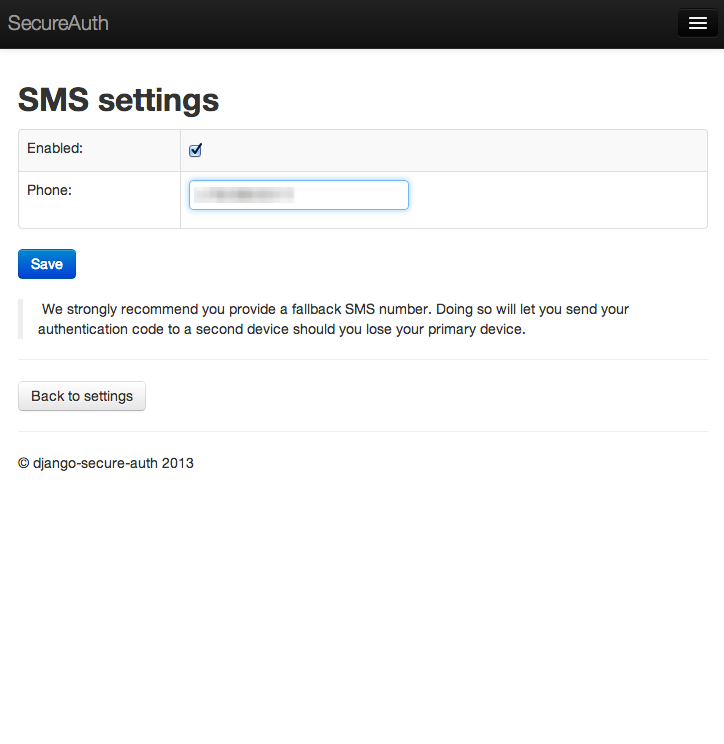 SecureAuth
SMS settings
Enabled:
Phone:
Save
We strongly recommend you provide a fallback SMS number. Doing so will let you send your
authentication code to a second device should you lose your primary device.
Back to settings
© django-secure-auth 2013